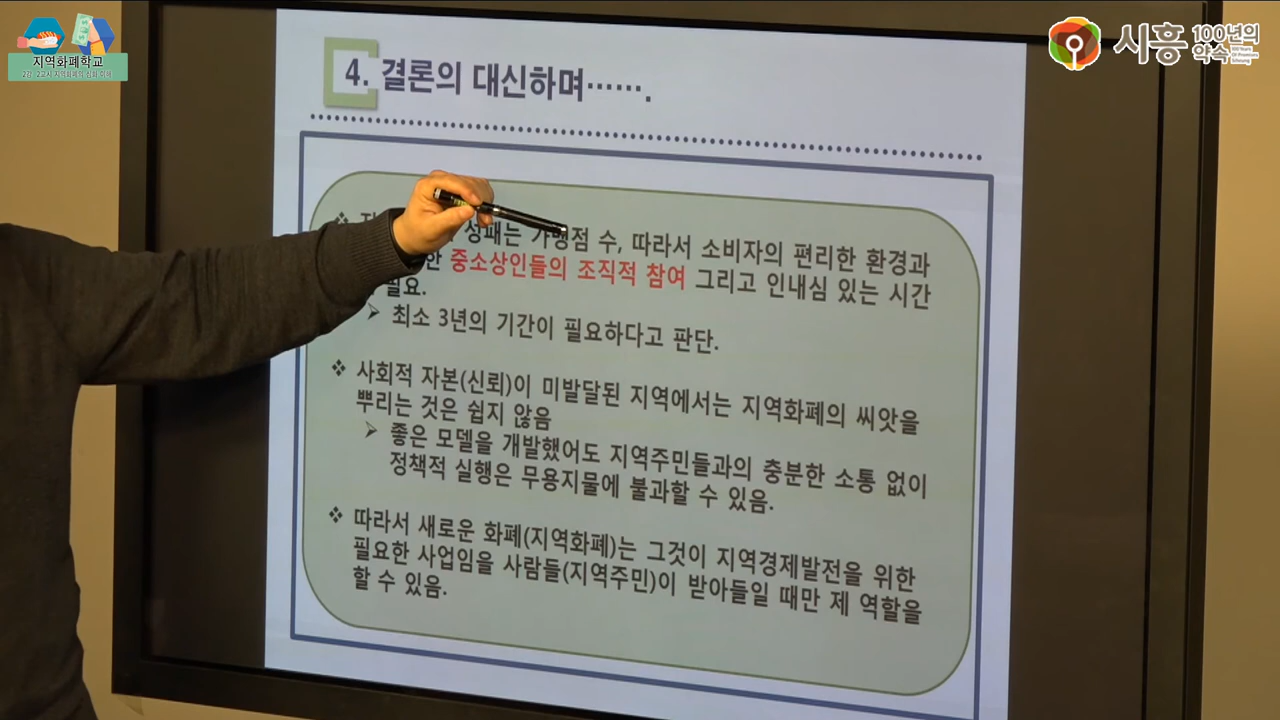 지역화폐학교
시흥 100년의 약속
4. 결론의 대신하며…….
성패는 가맹점 수, 따라서 소비자의 편리한 환경과
중소상인들의 조직적 참여 그리고 인내심 있는 시간
필요.
최소 3년의 기간이 필요하다고 판단.
사회적 자본(신뢰)이 미발달된 지역에서는 지역화폐의 씨앗을
뿌리는 것은 쉽지 않음
좋은 모델을 개발했어도 지역주민들과의 충분한 소통 없이
정책적 실행은 무용지물에 불과할 수 있음.
따라서 새로운 화폐(지역화폐)는 그것이 지역경제발전을 위한
필요한 사업임을 사람들(지역주민)이 받아들일 때만 제 역할을
할 수 있음.